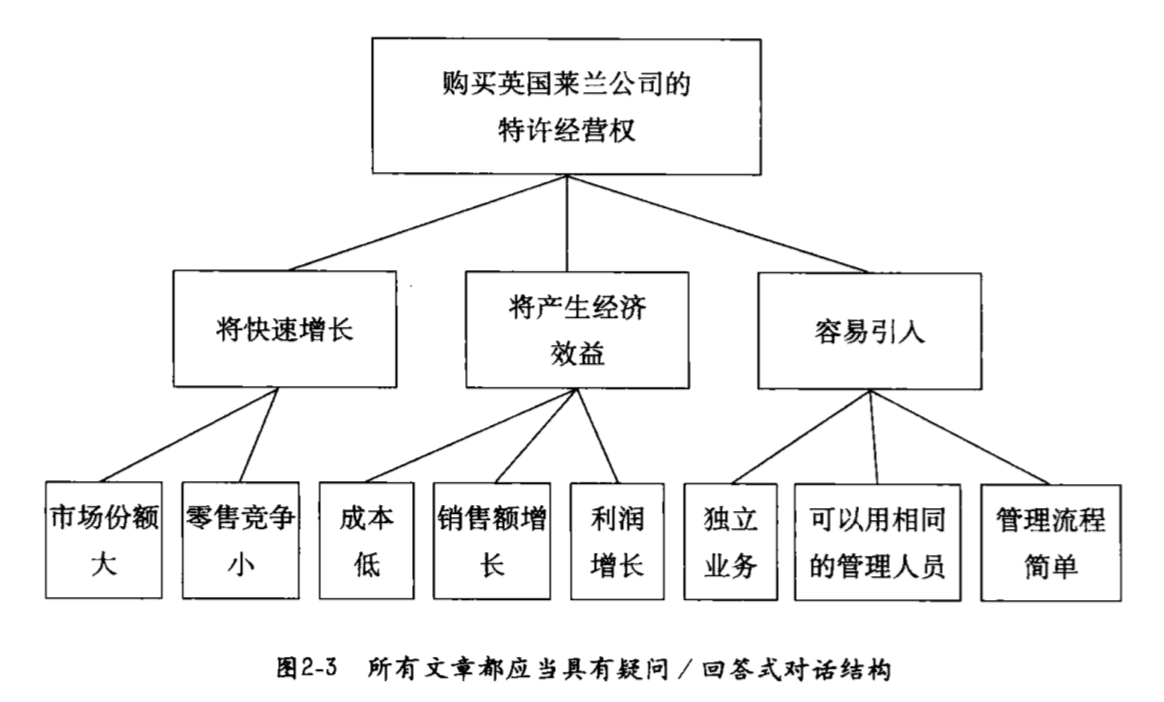 购买英国莱兰公司的
特许经营权
将快速增长
将产生经济
效益
容易引入
市场份额
大
零售竞争
小
成本
低
销售额增
长
利润
增长
独立
业务
可以用相同
的管理人员
管理流程
简单
图2-3 所有文章都应当具有疑问/回答式对话结构